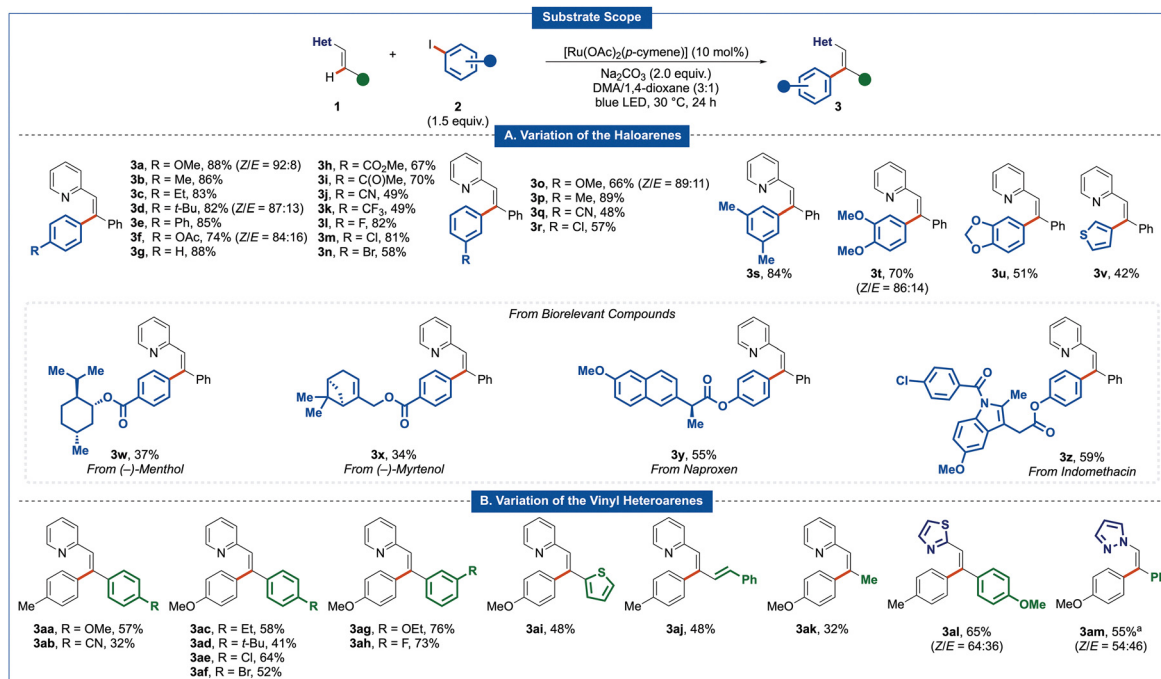 Substrate Scope
Het
H
1
+
I
2
(1.5 equiv.)
[Ru(OAc)2(p-cymene)] (10 mol%)
Na2CO3 (2.0 equiv.)
DMA/1,4-dioxane (3:1)
blue LED, 30 °C, 24 h
Het
3
A. Variation of the Haloarenes
N
Ph
R
3a, R = OMe, 88% (Z/E = 92:8)
3b, R = Me, 86%
3c, R = Et, 83%
3d, R = t-Bu, 82% (Z/E = 87:13)
3e, R = Ph, 85%
3f, R = OAc, 74% (Z/E = 84:16)
3g, R = H, 88%
3h, R = CO2Me, 67%
3i, R = C(O)Me, 70%
3j, R = CN, 49%
3k, R = CF3, 49%
3l, R = F, 82%
3m, R = Cl, 81%
3n, R = Br, 58%
N
Ph
R
3o, R = OMe, 66% (Z/E = 89:11)
3p, R = Me, 89%
3q, R = CN, 48%
3r, R = Cl, 57%
N
Me
Ph
Me
3s, 84%
N
MeO
Ph
MeO
3t, 70%
(Z/E = 86:14)
N
O
Ph
O
3u, 51%
N
S
Ph
3v, 42%
From Biorelevant Compounds
N
Me
Me
Ph
O
O
Me
3w, 37%
From (–)-Menthol
N
Ph
Me
Me
O
O
3x, 34%
From (–)-Myrtenol
N
MeO
O
Ph
O
Me
3y, 55%
From Naproxen
N
Cl
O
Ph
N
Me
O
O
MeO
3z, 59%
From Indomethacin
B. Variation of the Vinyl Heteroarenes
N
Me
R
3aa, R = OMe, 57%
3ab, R = CN, 32%
N
MeO
R
3ac, R = Et, 58%
3ad, R = t-Bu, 41%
3ae, R = Cl, 64%
3af, R = Br, 52%
N
R
MeO
3ag, R = OEt, 76%
3ah, R = F, 73%
N
S
MeO
3ai, 48%
N
Ph
Me
3aj, 48%
N
Me
MeO
3ak, 32%
S
N
Me
OMe
3al, 65%
(Z/E = 64:36)
N
N
Ph
MeO
3am, 55%a
(Z/E = 54:46)